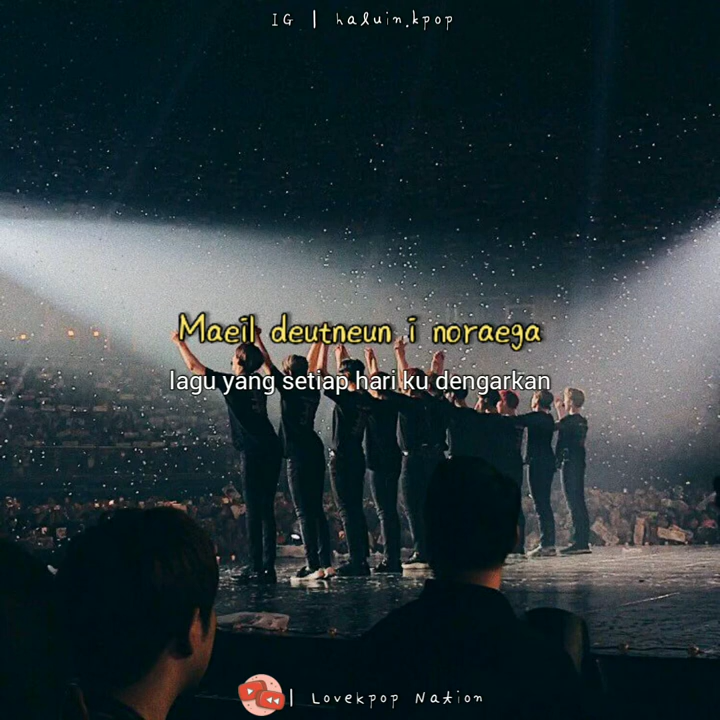 IG | haluin.kpop
Maeil deutneun i noraega
lagu yang setiap hari ku dengarkan
| Lovekpop Nation